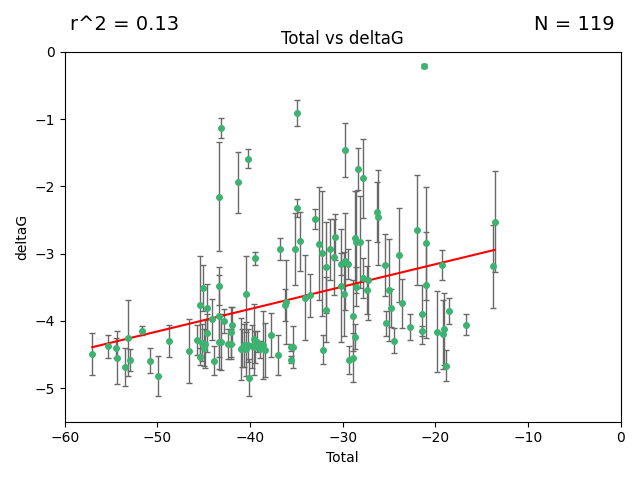 r^2 = 0.13
N = 119
Total vs deltaG
deltaG
0
−1
−2
−3
−4
−5
−60
−50
−40
−30
−20
−10
0
Total